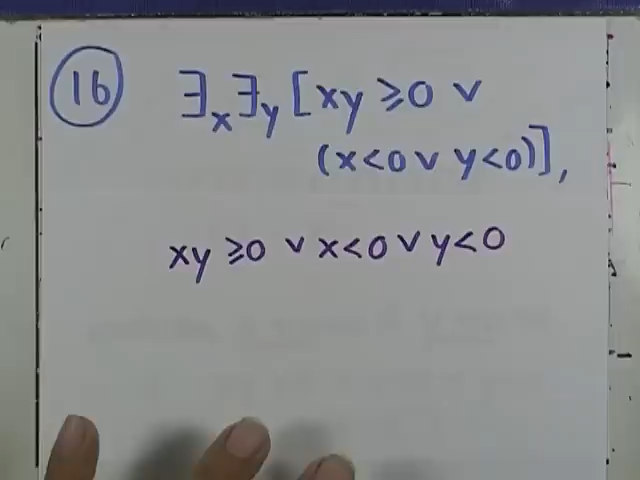 16 ∃x∃y [xy ≥ 0 ∨
(x < 0 ∨ y < 0)],
xy ≥ 0 ∨ x < 0 ∨ y < 0